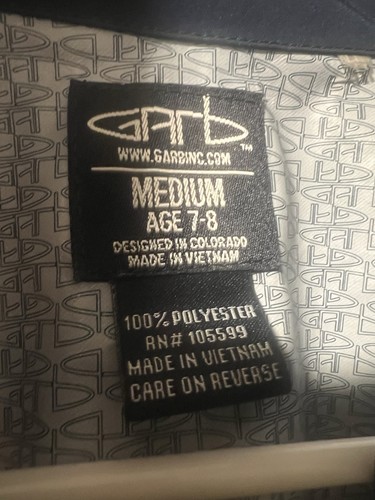 GARb™
WWW.GARBINC.COM
MEDIUM
AGE 7-8
DESIGNED IN COLORADO
MADE IN VIETNAM
100% POLYESTER
RN# 105599
MADE IN VIETNAM
CARE ON REVERSE